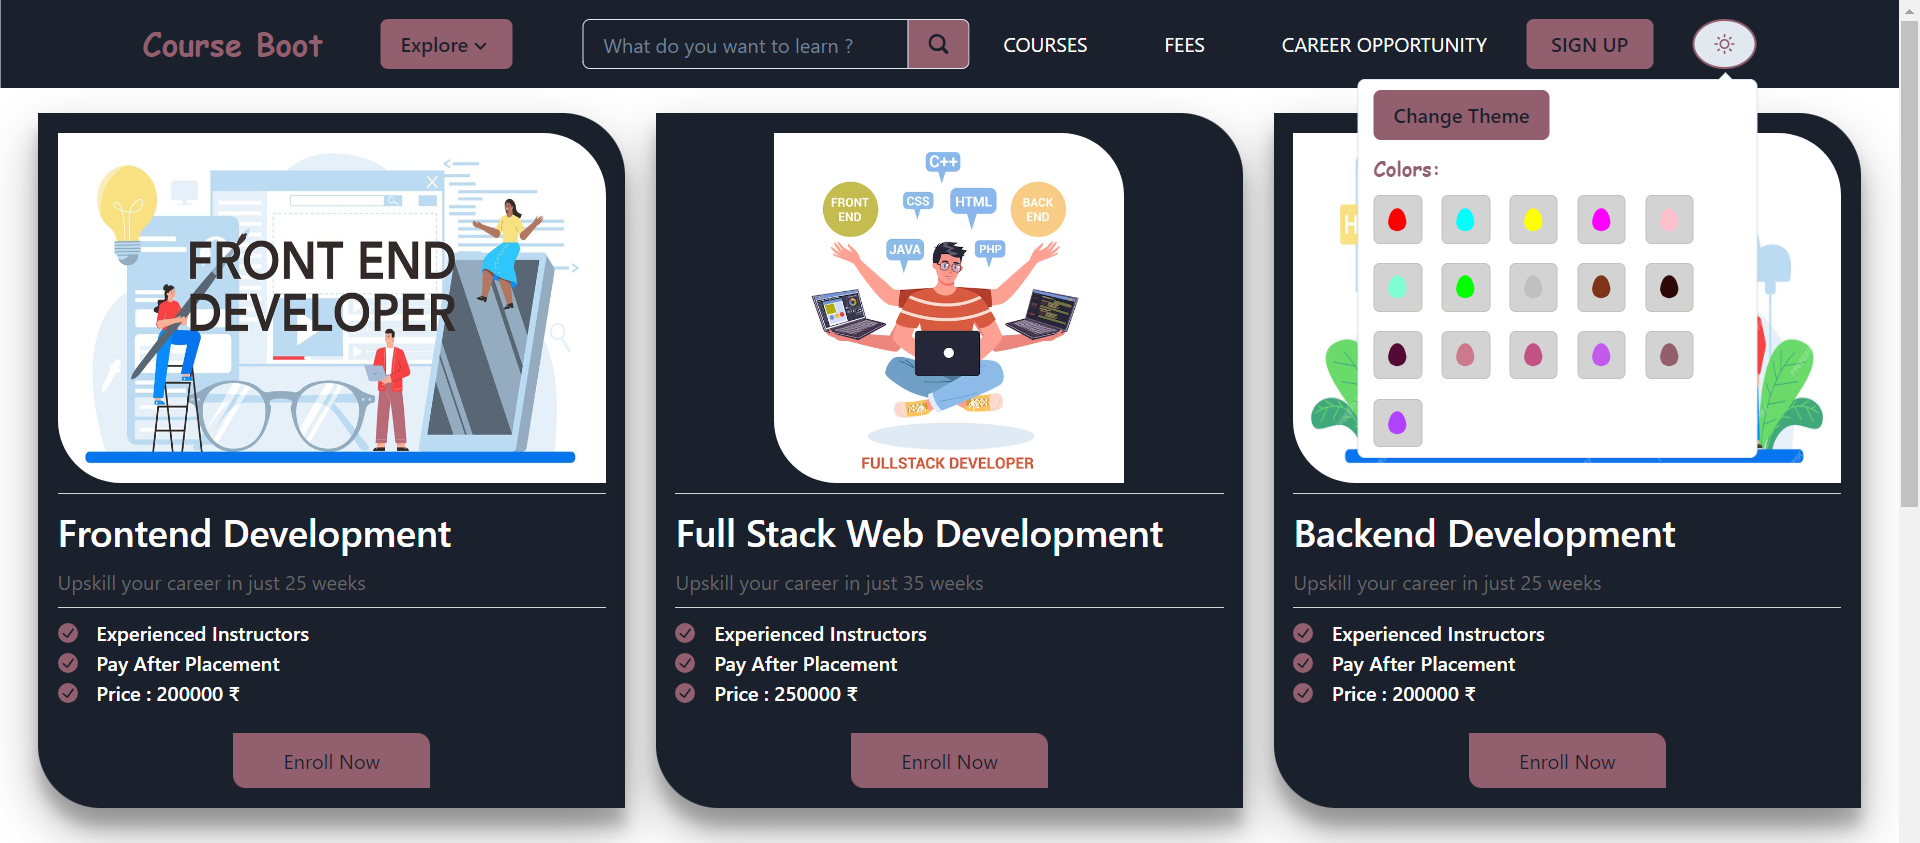 Course Boot
Explore
What do you want to learn ?
COURSES
FEES
CAREER OPPORTUNITY
SIGN UP
Change Theme
Colors:
FRONT END
DEVELOPER
C++
FRONT
END
CSS
HTML
BACK
END
JAVA
PHP
FULLSTACK DEVELOPER
H
Frontend Development
Upskill your career in just 25 weeks
Experienced Instructors
Pay After Placement
Price : 200000 ₹
Enroll Now
Full Stack Web Development
Upskill your career in just 35 weeks
Experienced Instructors
Pay After Placement
Price : 250000 ₹
Enroll Now
Backend Development
Upskill your career in just 25 weeks
Experienced Instructors
Pay After Placement
Price : 200000 ₹
Enroll Now